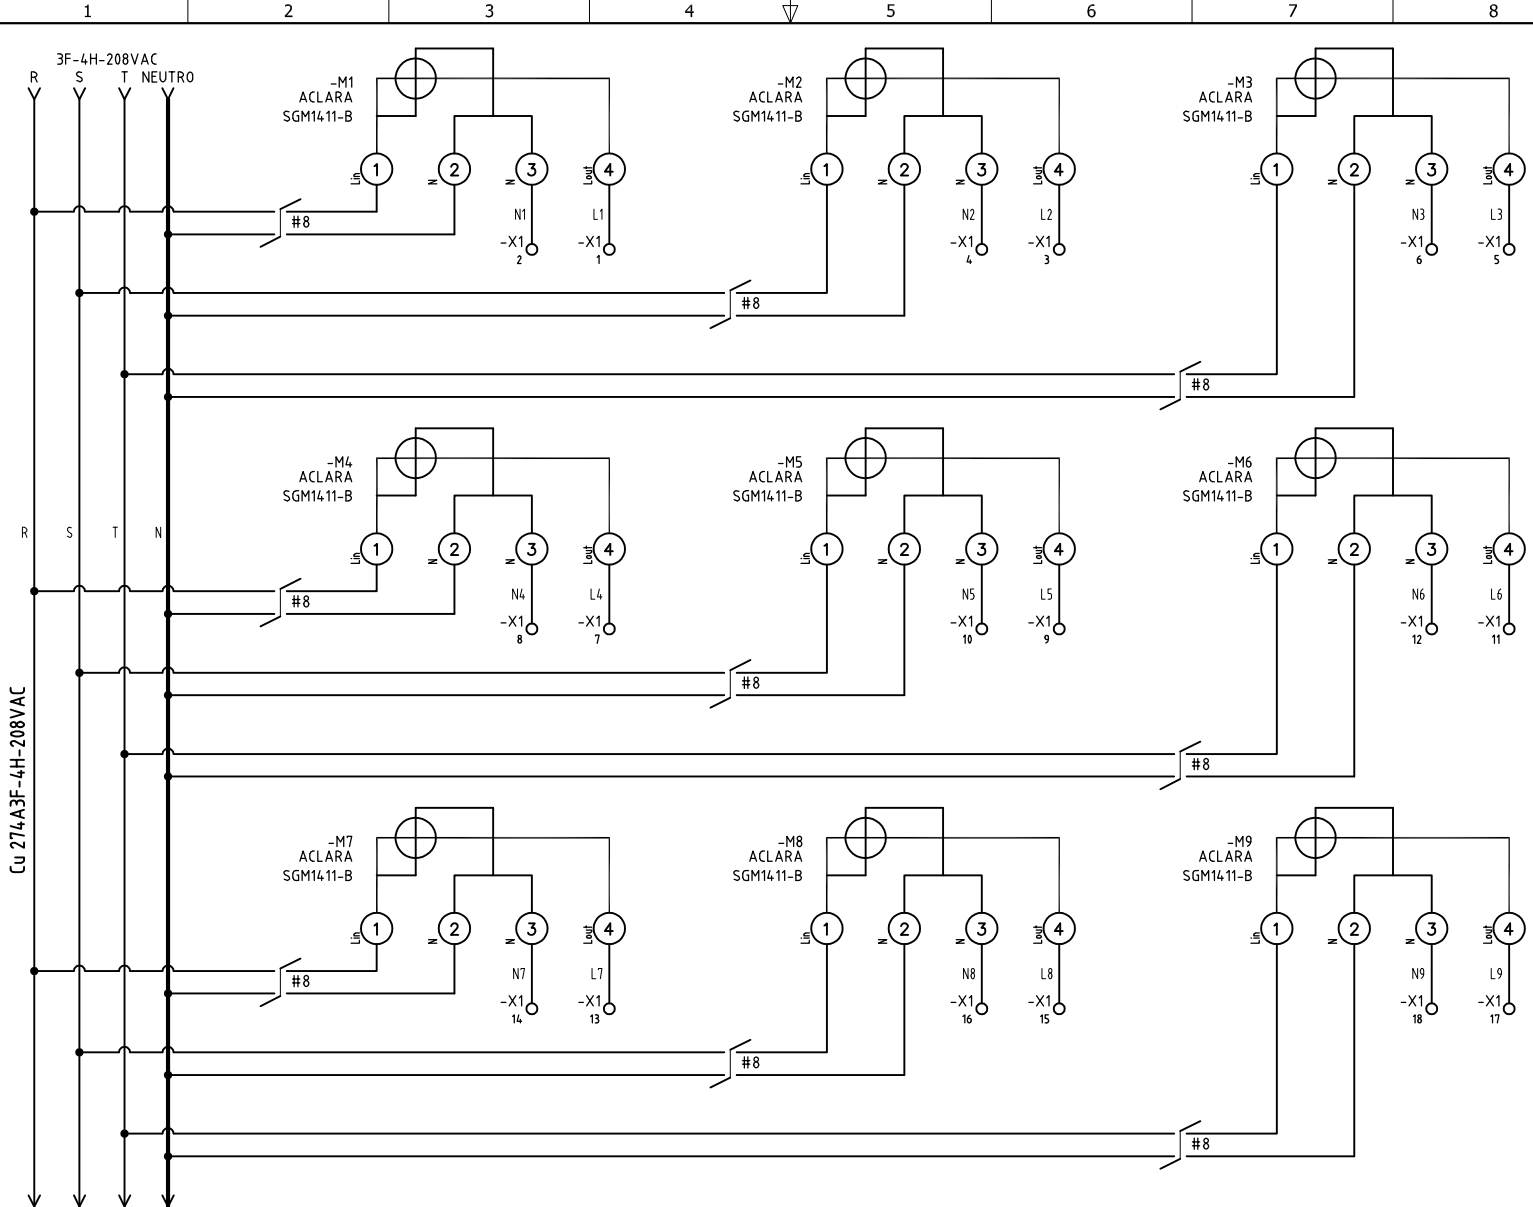 1 2 3 4 5 6 7 8
3F-4H-208VAC
R S T NEUTRO
-M1
ACLARA
SGM1411-B
1 2 3 4
Lin N N Lout
#8
N1 L1
-X1 -X1
2 1
-M2
ACLARA
SGM1411-B
1 2 3 4
Lin N N Lout
#8
N2 L2
-X1 -X1
4 3
-M3
ACLARA
SGM1411-B
1 2 3 4
Lin N N Lout
#8
N3 L3
-X1 -X1
6 5
R S T N
-M4
ACLARA
SGM1411-B
1 2 3 4
Lin N N Lout
#8
N4 L4
-X1 -X1
8 7
-M5
ACLARA
SGM1411-B
1 2 3 4
Lin N N Lout
#8
N5 L5
-X1 -X1
10 9
-M6
ACLARA
SGM1411-B
1 2 3 4
Lin N N Lout
#8
N6 L6
-X1 -X1
12 11
Cu 274A3F-4H-208VAC
-M7
ACLARA
SGM1411-B
1 2 3 4
Lin N N Lout
#8
N7 L7
-X1 -X1
14 13
-M8
ACLARA
SGM1411-B
1 2 3 4
Lin N N Lout
#8
N8 L8
-X1 -X1
16 15
-M9
ACLARA
SGM1411-B
1 2 3 4
Lin N N Lout
#8
N9 L9
-X1 -X1
18 17